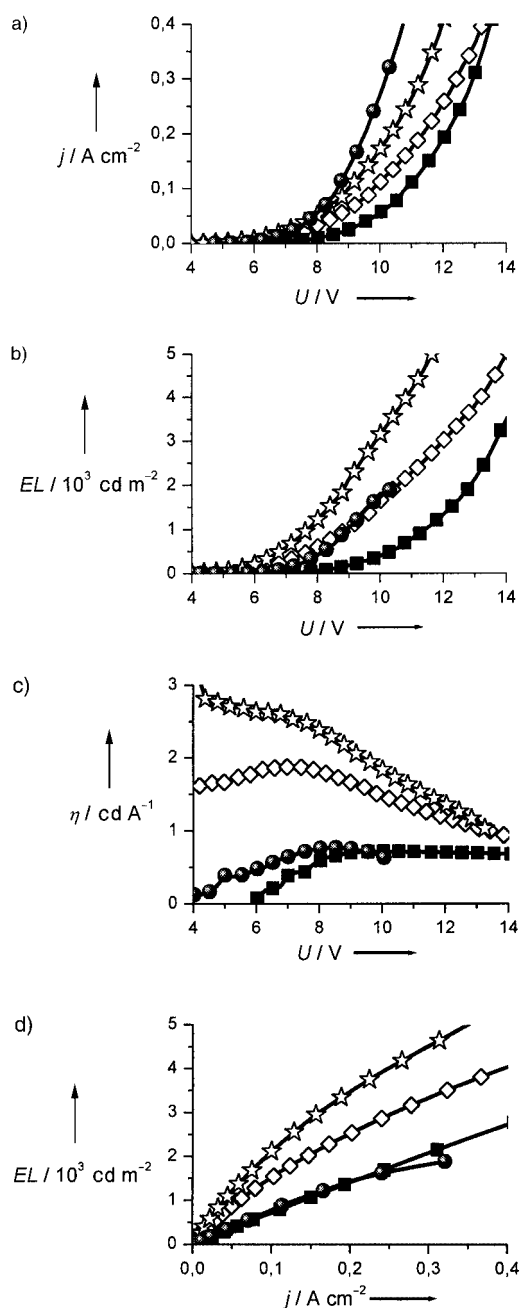 a)
0,4
0,3
j / A cm⁻²
0,2
0,1
0,0
4 6 8 10 12 14
U / V
b)
5
4
3
EL / 10³ cd m⁻²
2
1
0
4 6 8 10 12 14
U / V
c)
3
2
η / cd A⁻¹
1
0
4 6 8 10 12 14
U / V
d)
5
4
3
EL / 10³ cd m⁻²
2
1
0
0,0 0,1 0,2 0,3 0,4
j / A cm⁻²